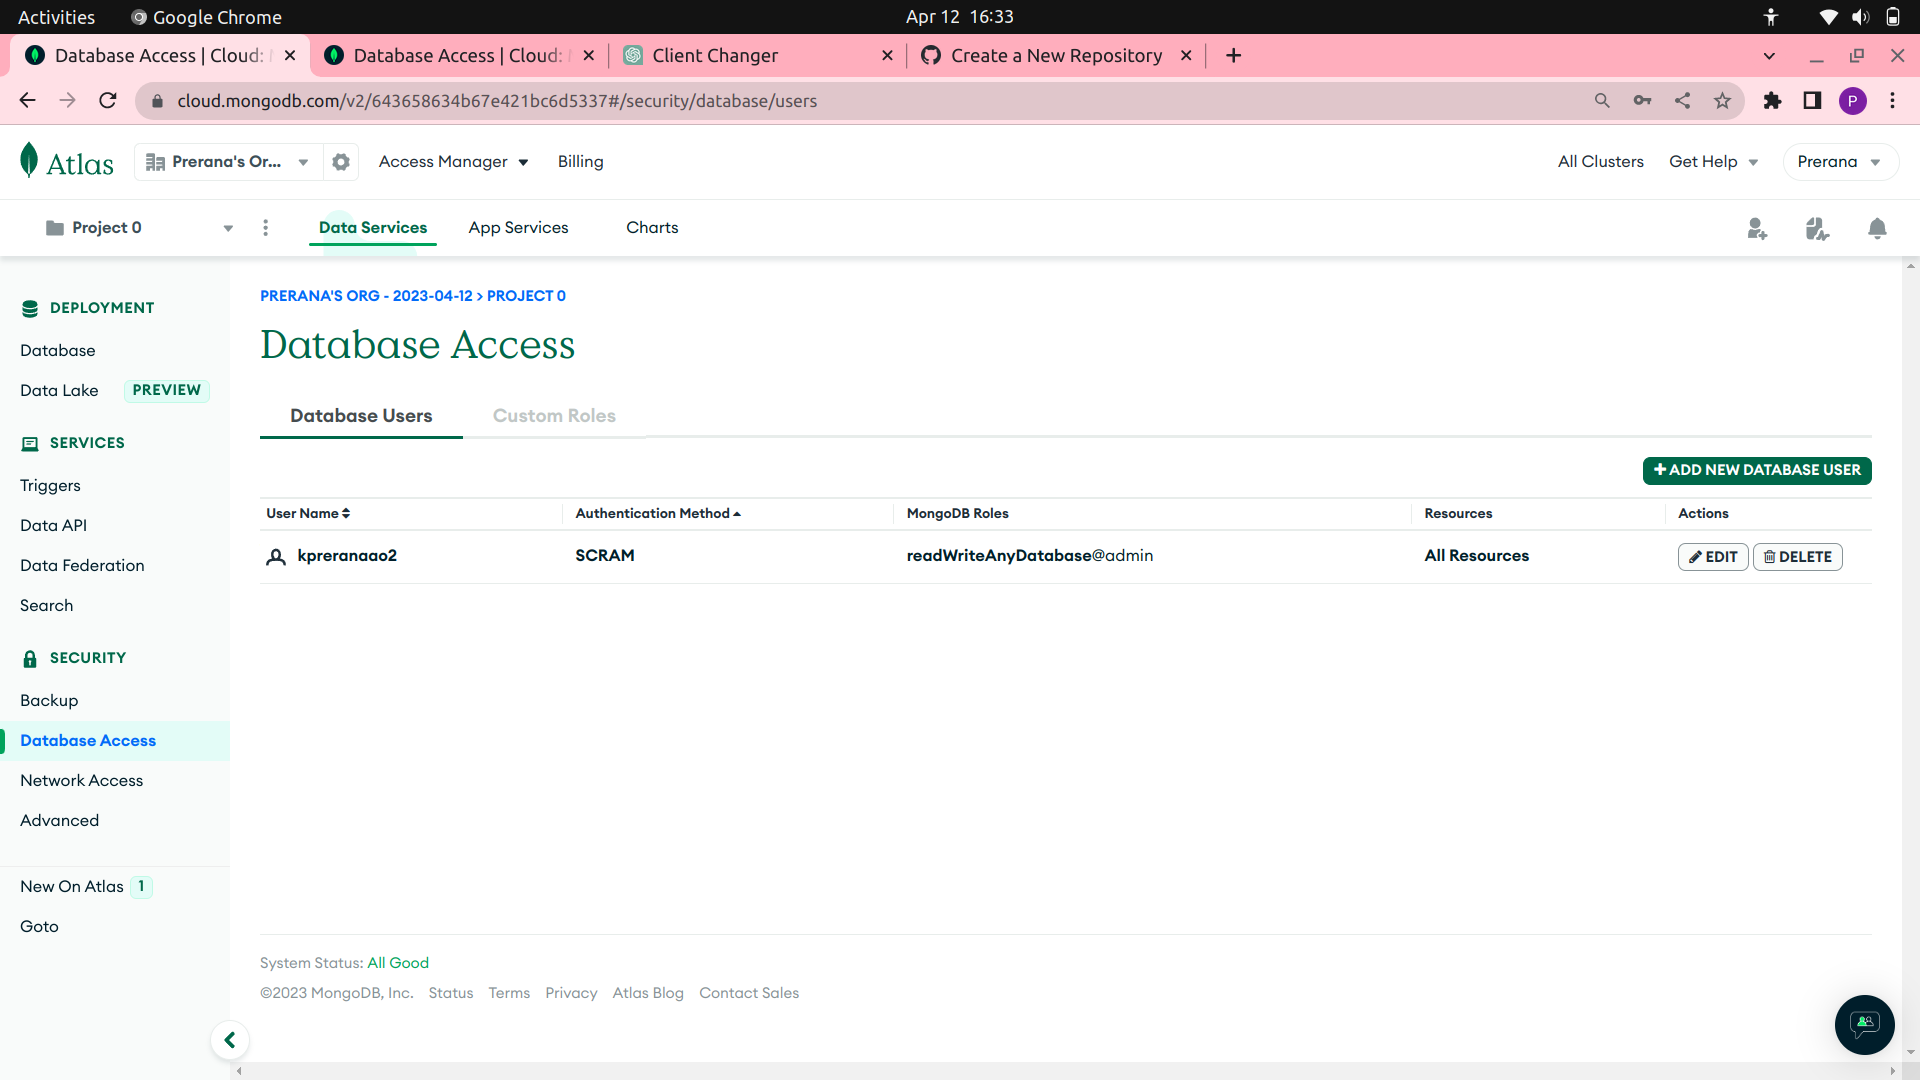 Activities Google Chrome Apr 12 16:33
Database Access | Cloud: Database Access | Cloud: Client Changer Create a New Repository
cloud.mongodb.com/v2/643658634b67e421bc6d5337#/security/database/users P
Atlas Prerana's Or... Access Manager Billing All Clusters Get Help Prerana
Project 0 Data Services App Services Charts
DEPLOYMENT
Database
Data Lake PREVIEW
SERVICES
Triggers
Data API
Data Federation
Search
SECURITY
Backup
Database Access
Network Access
Advanced
New On Atlas 1
Goto
PRERANA'S ORG - 2023-04-12 > PROJECT 0
Database Access
Database Users Custom Roles
+ ADD NEW DATABASE USER
User Name Authentication Method MongoDB Roles Resources Actions
kpreranaao2 SCRAM readWriteAnyDatabase@admin All Resources EDIT DELETE
System Status: All Good
©2023 MongoDB, Inc. Status Terms Privacy Atlas Blog Contact Sales